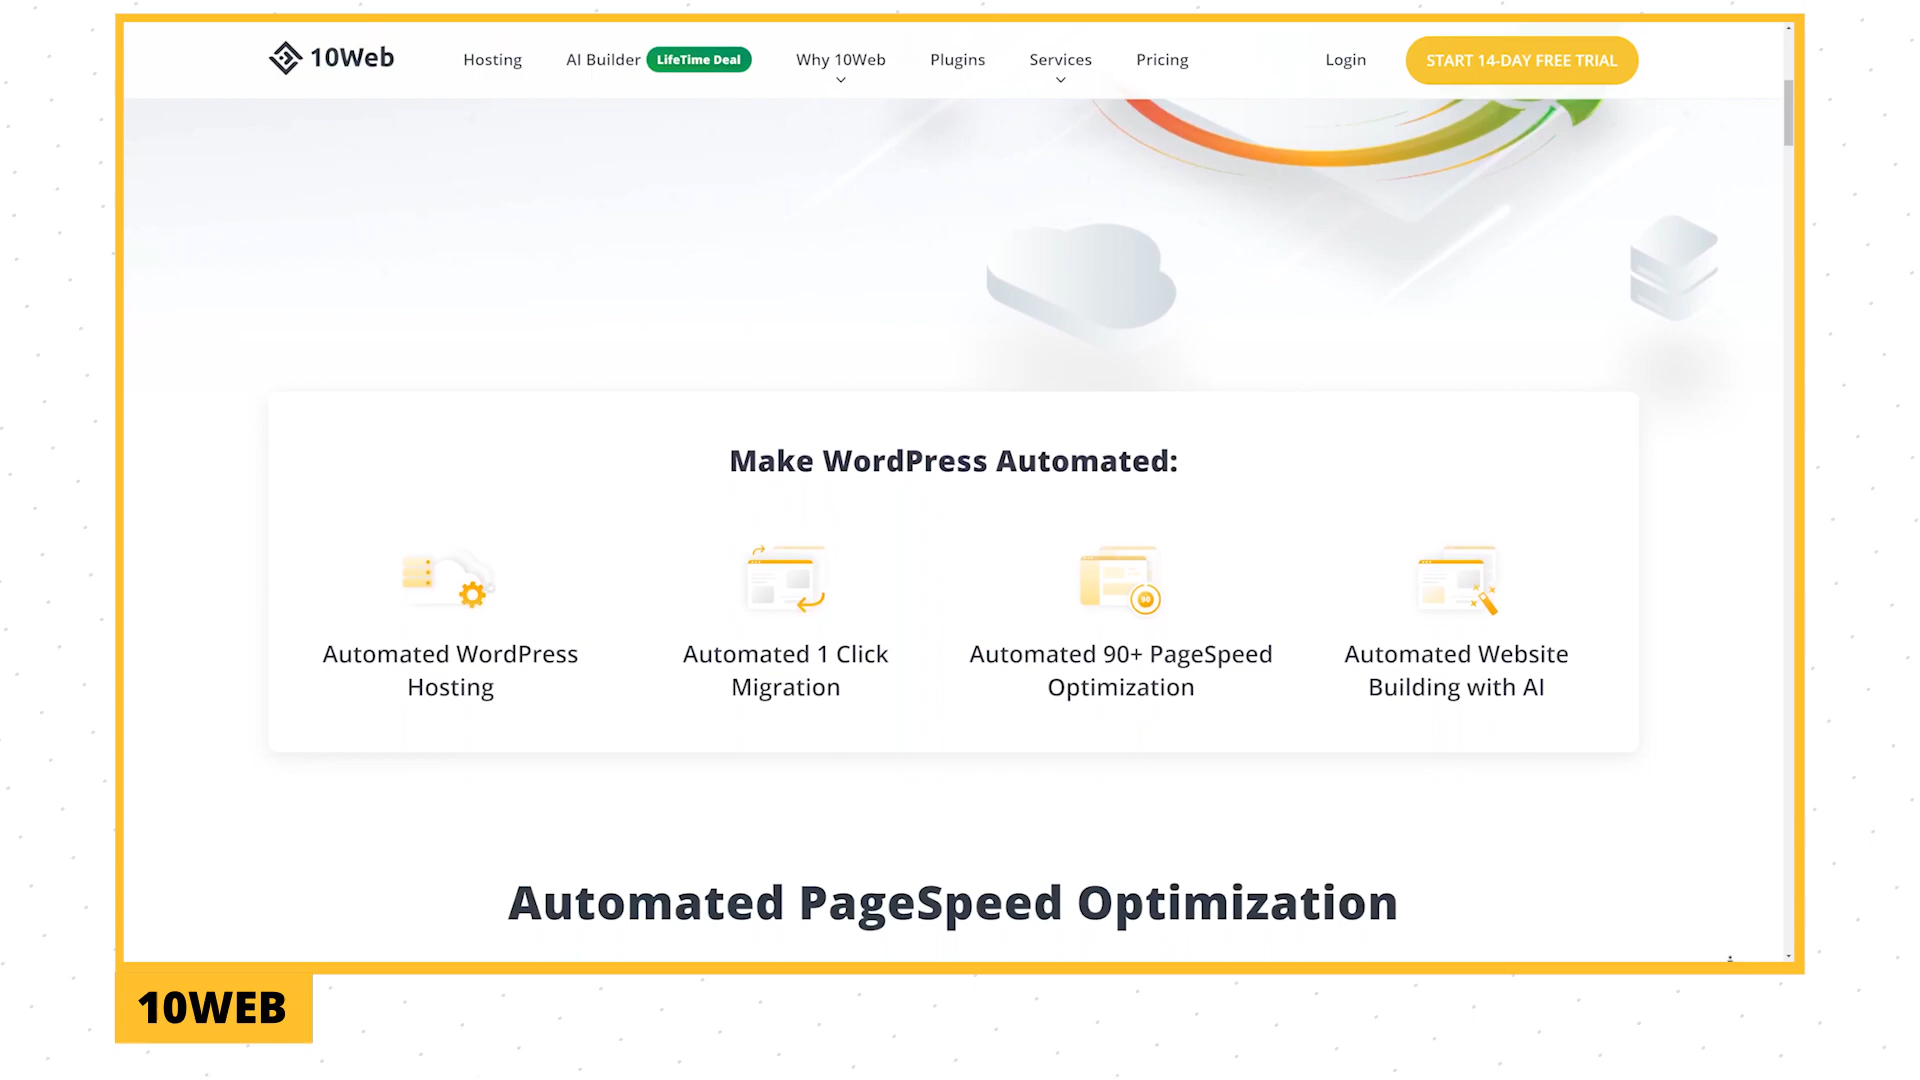 10Web
Hosting
AI Builder
LifeTime Deal
Why 10Web
Plugins
Services
Pricing
Login
START 14-DAY FREE TRIAL
Make WordPress Automated:
90
Automated WordPress
Hosting
Automated 1 Click
Migration
Automated 90+ PageSpeed
Optimization
Automated Website
Building with AI
Automated PageSpeed Optimization
10WEB